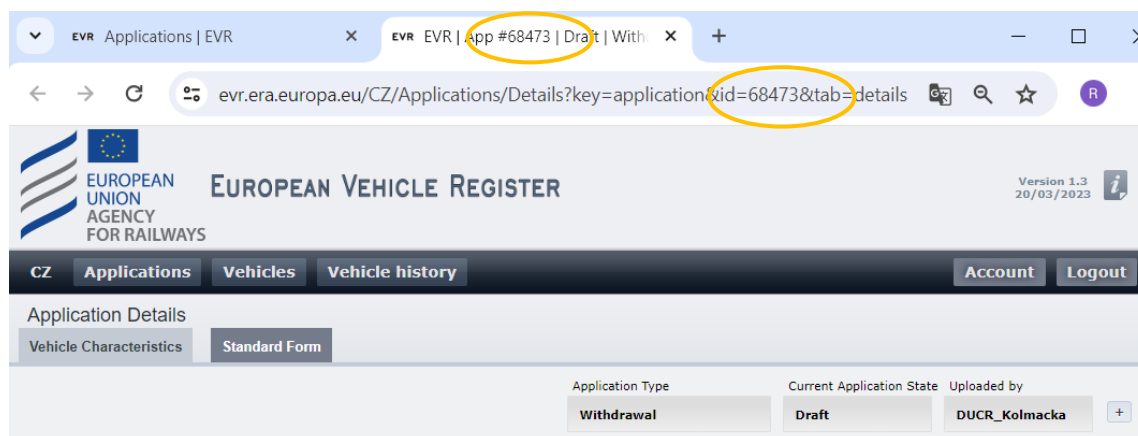 EVR Applications | EVR
EVR EVR | App #68473 | Draft | With
evr.era.europa.eu/CZ/Applications/Details?key=application&id=68473&tab=details
R
EUROPEAN
UNION
AGENCY
FOR RAILWAYS
EUROPEAN VEHICLE REGISTER
Version 1.3
20/03/2023
i
CZ Applications Vehicles Vehicle history Account Logout
Application Details
Vehicle Characteristics Standard Form
Application Type Current Application State Uploaded by
Withdrawal Draft DUCR_Kolmacka +